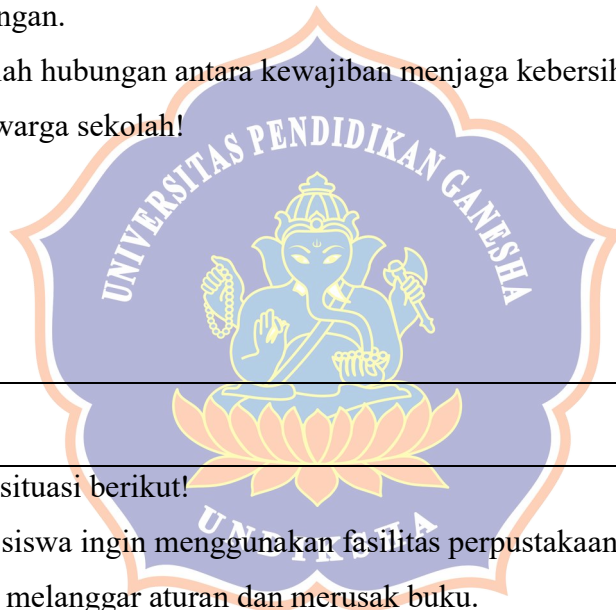 ngan.
lah hubungan antara kewajiban menjaga kebersih
warga sekolah!
UNIVERSITAS PENDIDIKAN GANESHA
situasi berikut!
siswa ingin menggunakan fasilitas perpustakaan
UNDIKSHA
melanggar aturan dan merusak buku.